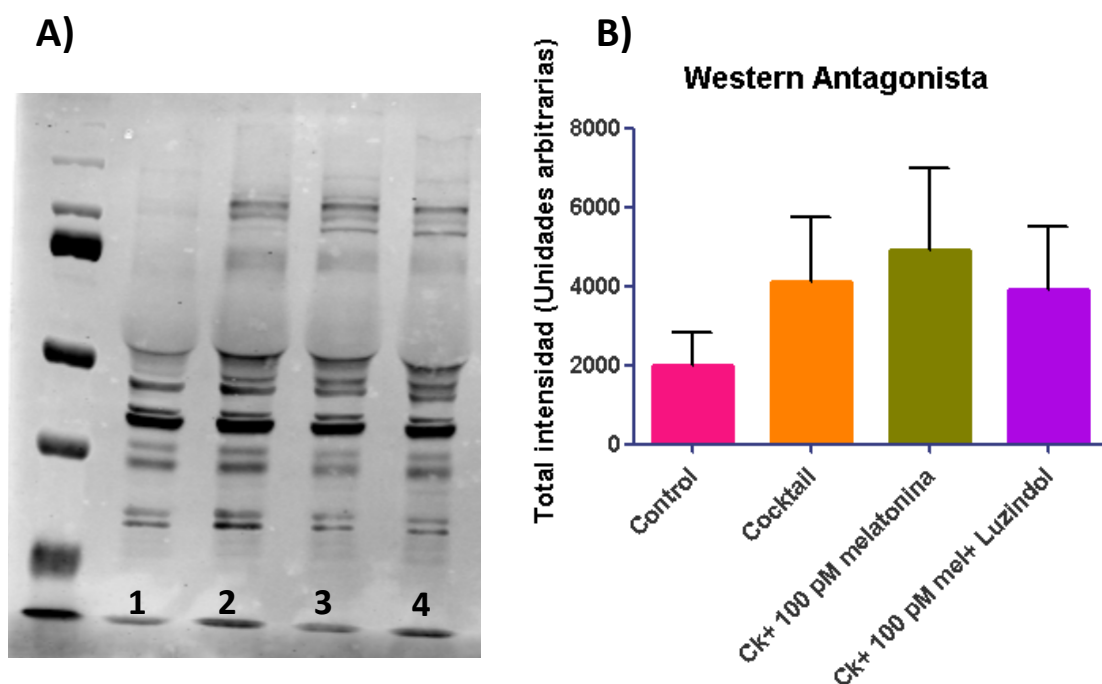 A)
1
2
3
4
B)
Western Antagonista
Total intensidad (Unidades arbitrarias)
8000
6000
4000
2000
0
Control
Cocktail
Ck+ 100 pM melatonina
Ck+ 100 pM mel+ Luzindol